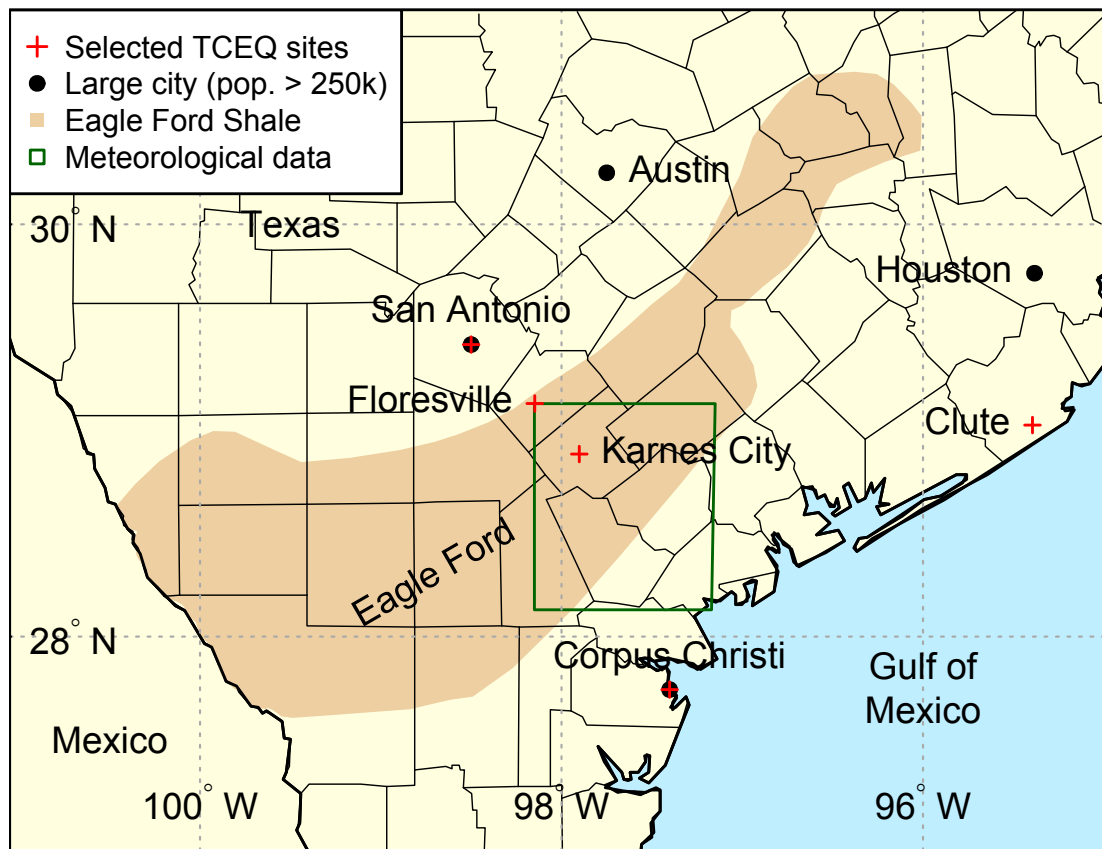 Selected TCEQ sites
Large city (pop. > 250k)
Eagle Ford Shale
Meteorological data
Austin
30° N
Texas
Houston
San Antonio
Floresville
Clute
Karnes City
Eagle Ford
28° N
Corpus Christi
Gulf of
Mexico
Mexico
100° W
98° W
96° W